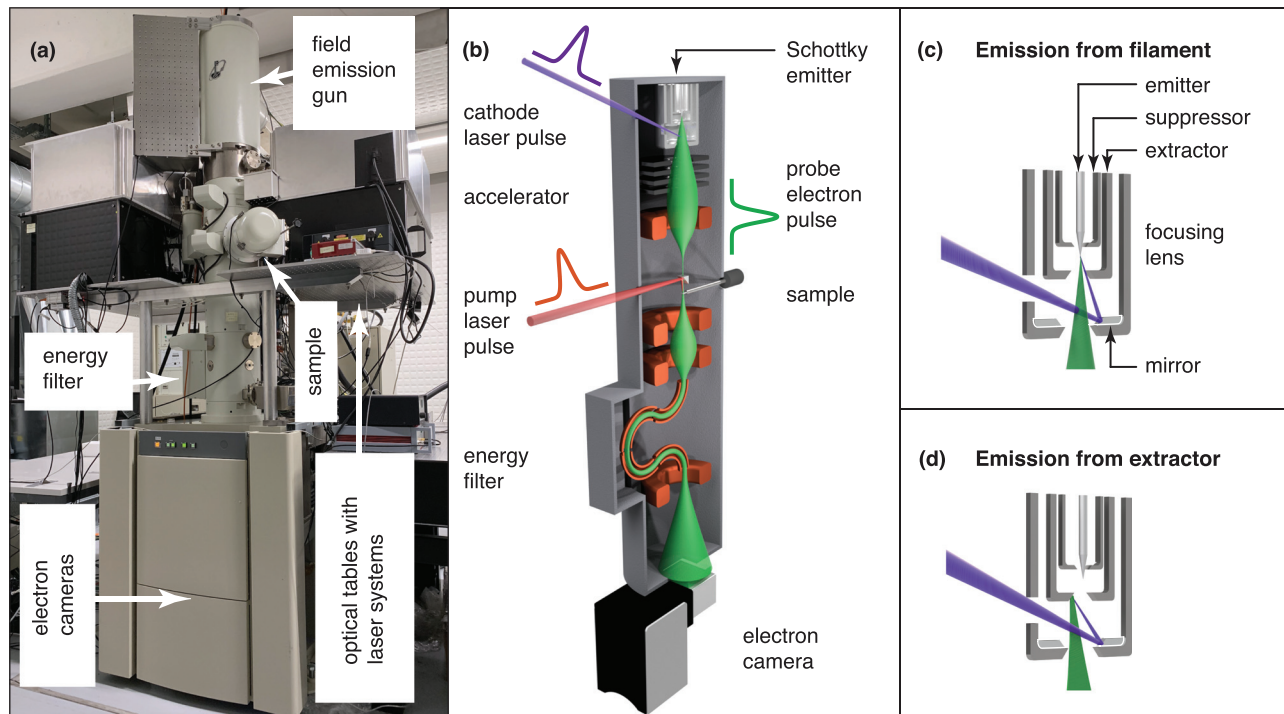 (a)
field
emission
gun
energy
filter
sample
electron
cameras
optical tables with
laser systems
(b)
Schottky
emitter
cathode
laser pulse
accelerator
probe
electron
pulse
pump
laser
pulse
sample
energy
filter
electron
camera
(c) Emission from filament
emitter
suppressor
extractor
focusing
lens
mirror
(d) Emission from extractor